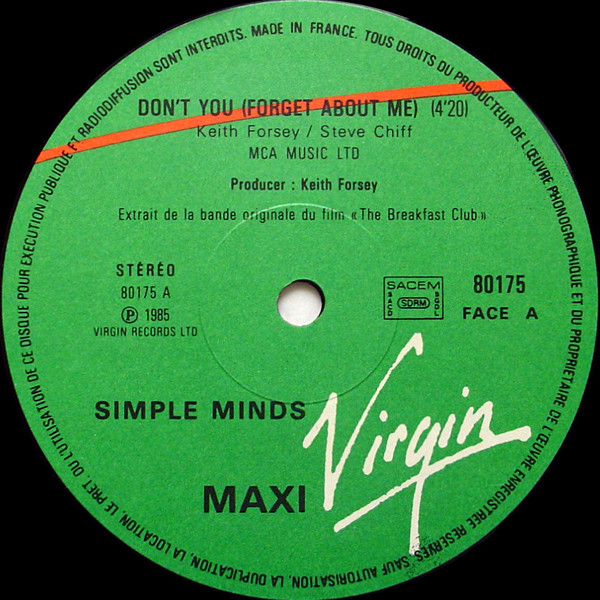 MADE IN FRANCE. TOUS DROITS DU PRODUCTEUR DE L'ŒUVRE PHONOGRAPHIQUE ET DU PROPRIETAIRE DE L'ŒUVRE ENREGISTREE RESERVES. SAUF AUTORISATION, LA DUPLICATION, LA LOCATION, LE PRET OU L'UTILISATION DE CE DISQUE POUR EXECUTION PUBLIQUE ET RADIODIFFUSION SONT INTERDITS.
DON'T YOU (FORGET ABOUT ME) (4'20)
Keith Forsey / Steve Chiff
MCA MUSIC LTD
Producer : Keith Forsey
Extrait de la bande originale du film «The Breakfast Club»
STÉRÉO
80175 A
Ⓟ 1985
VIRGIN RECORDS LTD
SACEM
SACD SDRM SGDL
80175
FACE A
SIMPLE MINDS
Virgin
MAXI